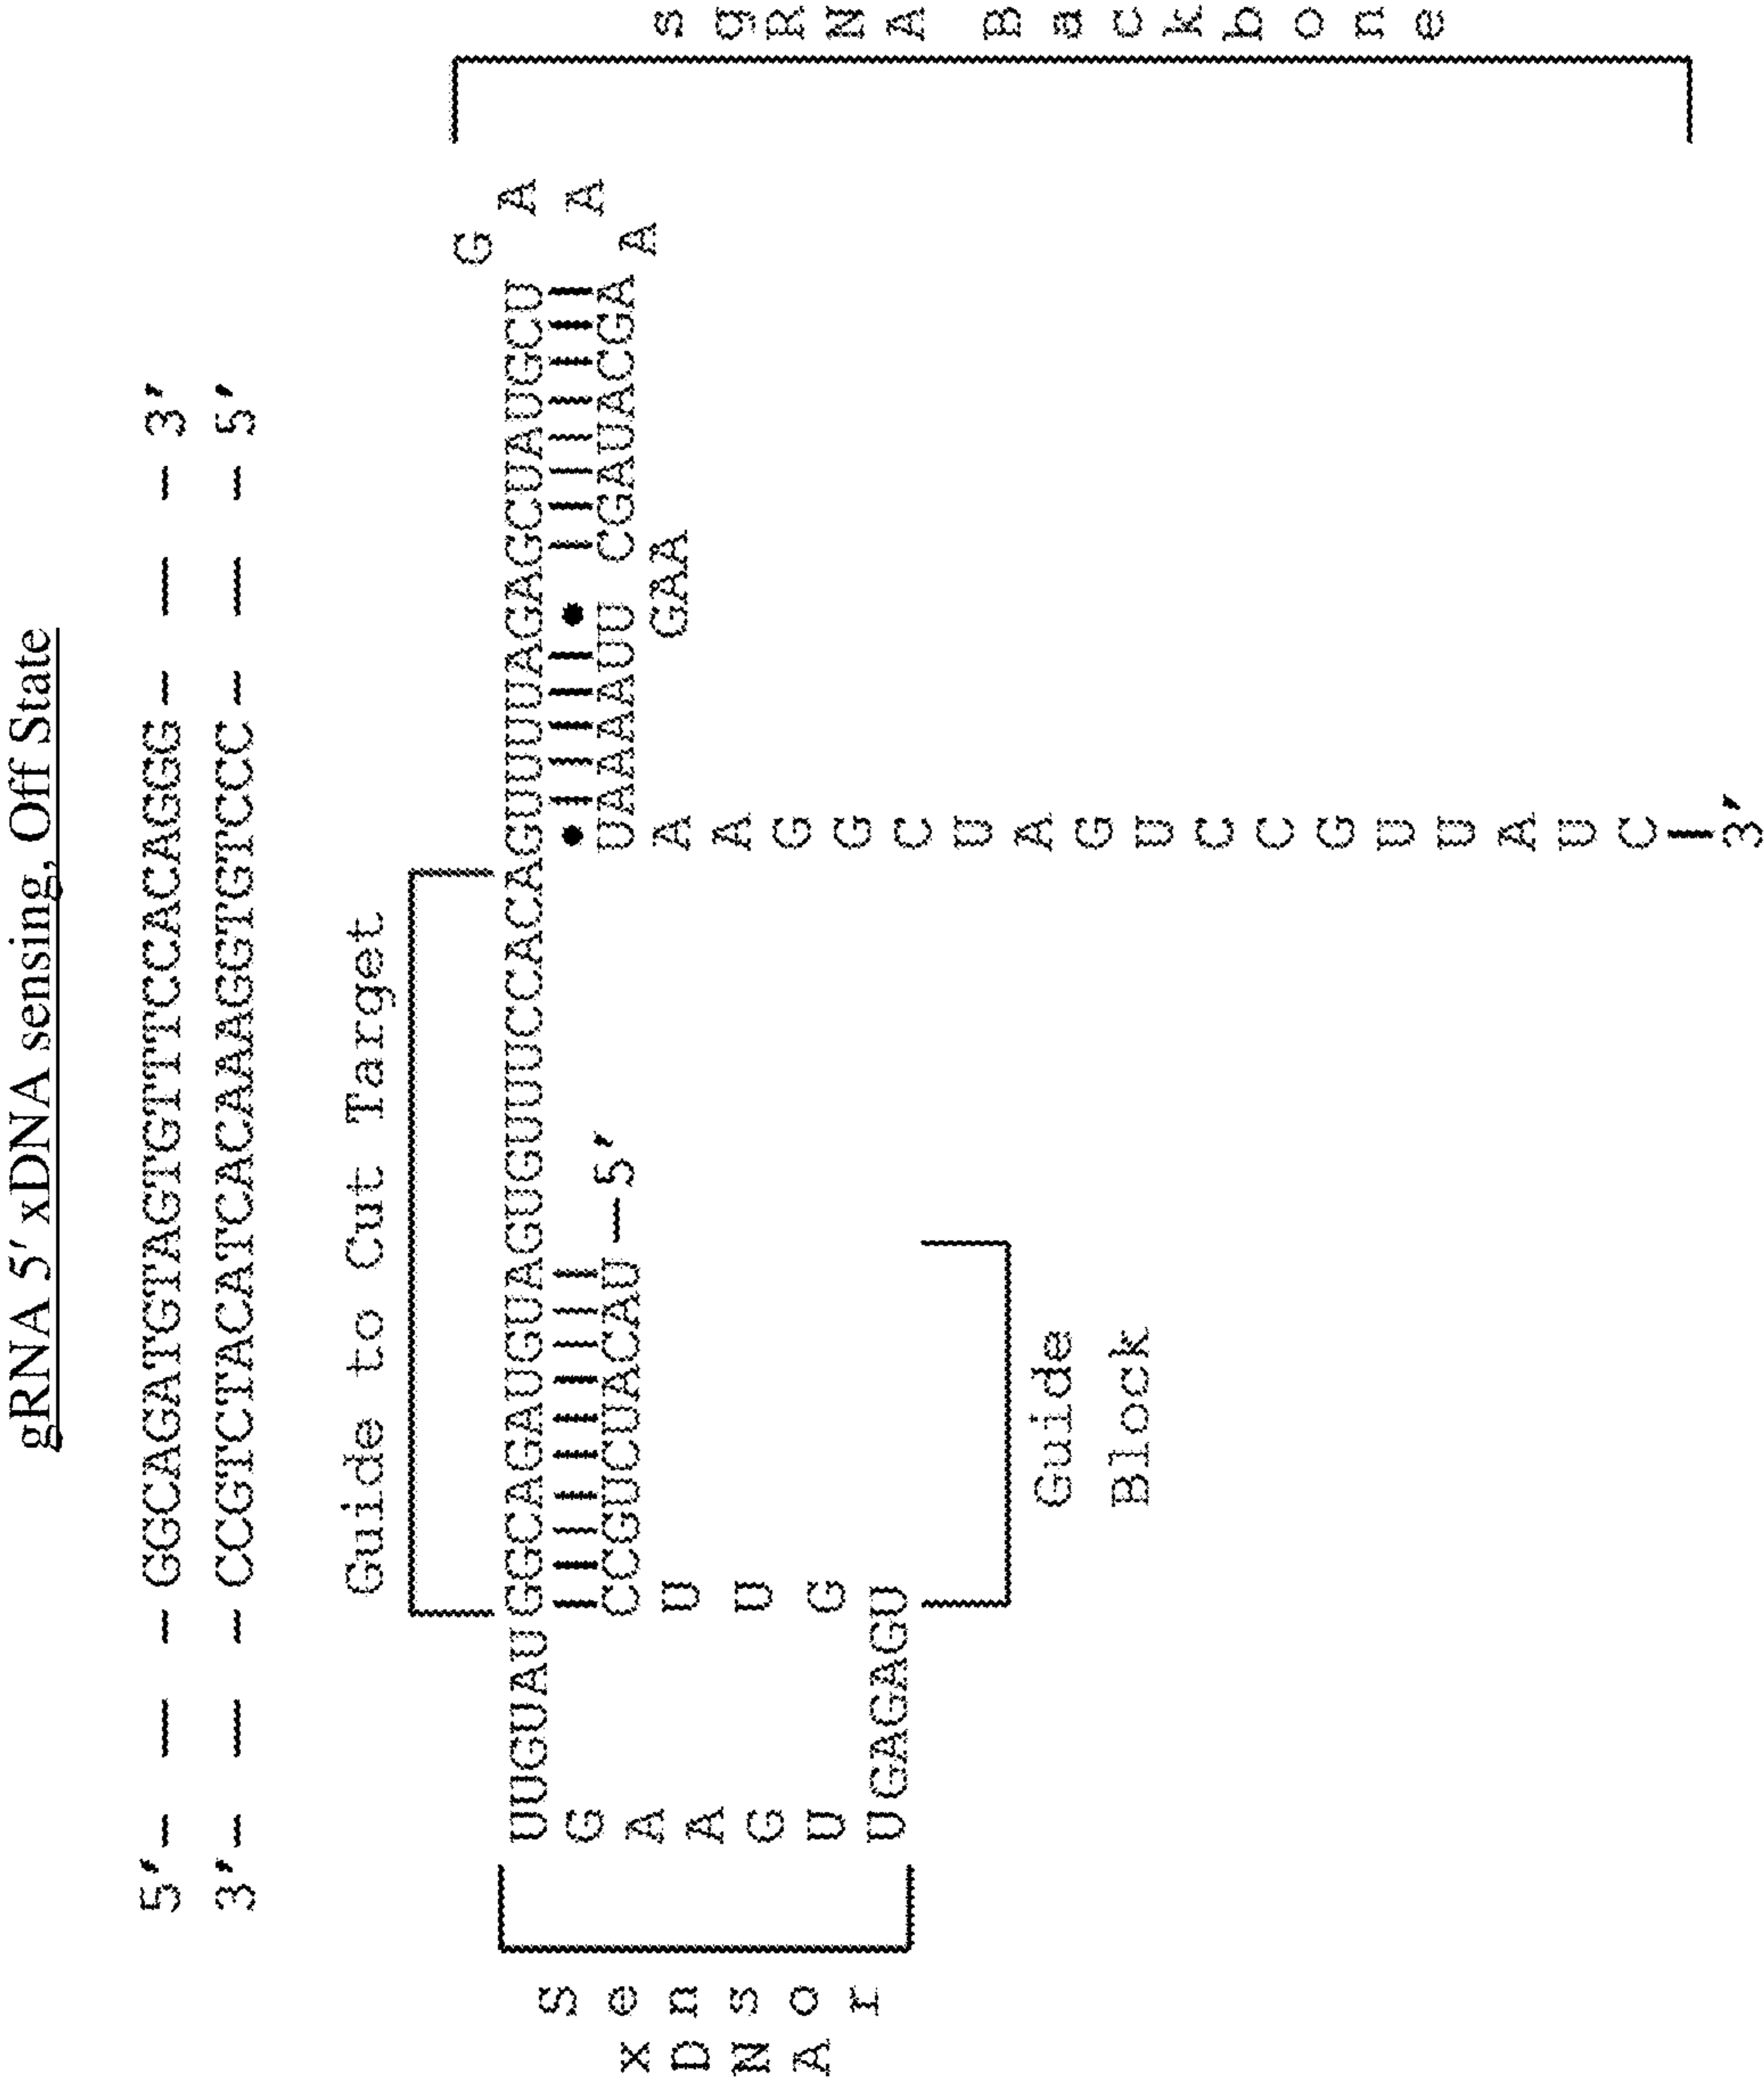 gRNA 5' xDNA sensing, Off State
5'– — – GGCAGATGTAGTGTTTCCACAGGG – — – 3'
3'– — – CCGTCTACATCACAAAGGTGTCCC – — – 5'
Guide to Cut Target
UUGUAUGGCAGAUGUAGUGUUUCCACAGUUUUAGAGCUAUGCU
G
A
A
A
CCGUCUACAU —5'
UAAAAUU CGAUACGA
GAA
G
A
A
G
U
U GAGAGU
U
U
G
A
A
G
G
C
U
A
G
U
C
C
G
U
U
A
U
C
3'
xDNA
Sensor
Guide
Block
sgRNA Backbone